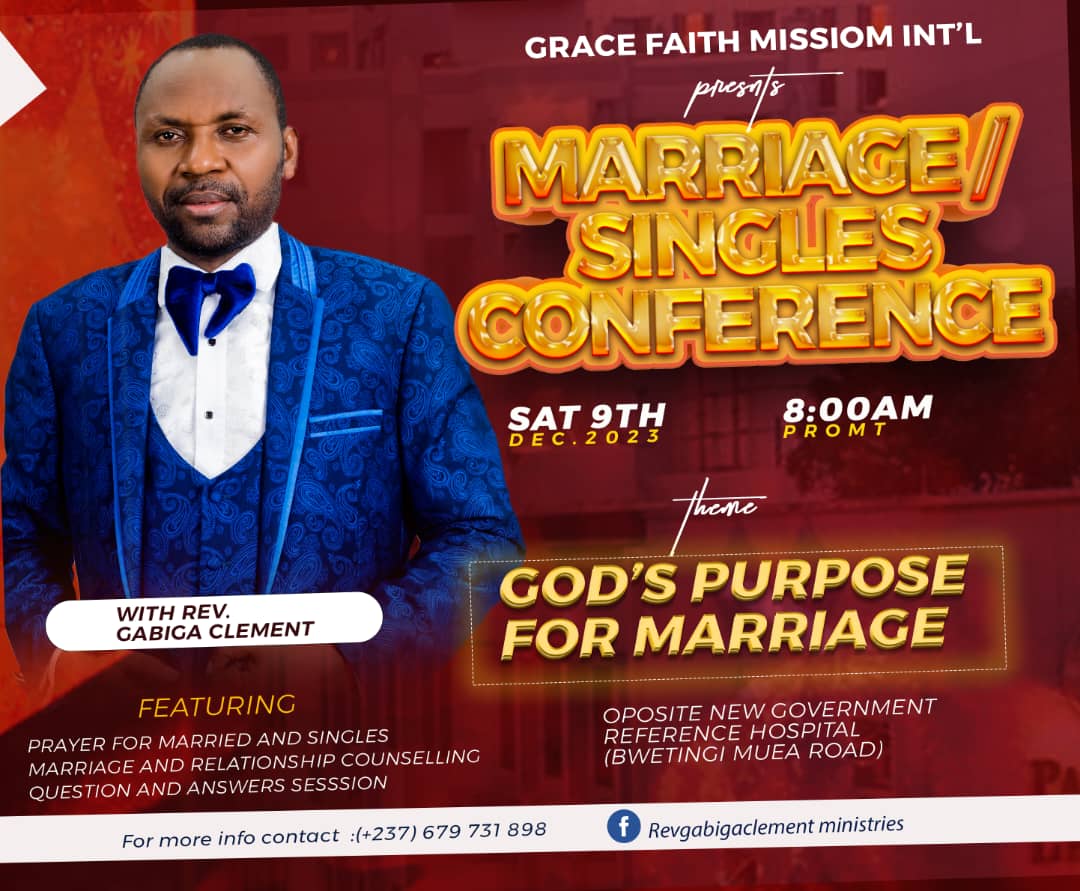 GRACE FAITH MISSIOM INT'L
presnts
MARRIAGE/
SINGLES
CONFERENCE
SAT 9TH
DEC.2023
8:00AM
PROMT
theme
GOD'S PURPOSE
FOR MARRIAGE
WITH REV.
GABIGA CLEMENT
FEATURING
PRAYER FOR MARRIED AND SINGLES
MARRIAGE AND RELATIONSHIP COUNSELLING
QUESTION AND ANSWERS SESSSION
OPOSITE NEW GOVERNMENT
REFERENCE HOSPITAL
(BWETINGI MUEA ROAD)
For more info contact :(+237) 679 731 898
f Revgabigaclement ministries